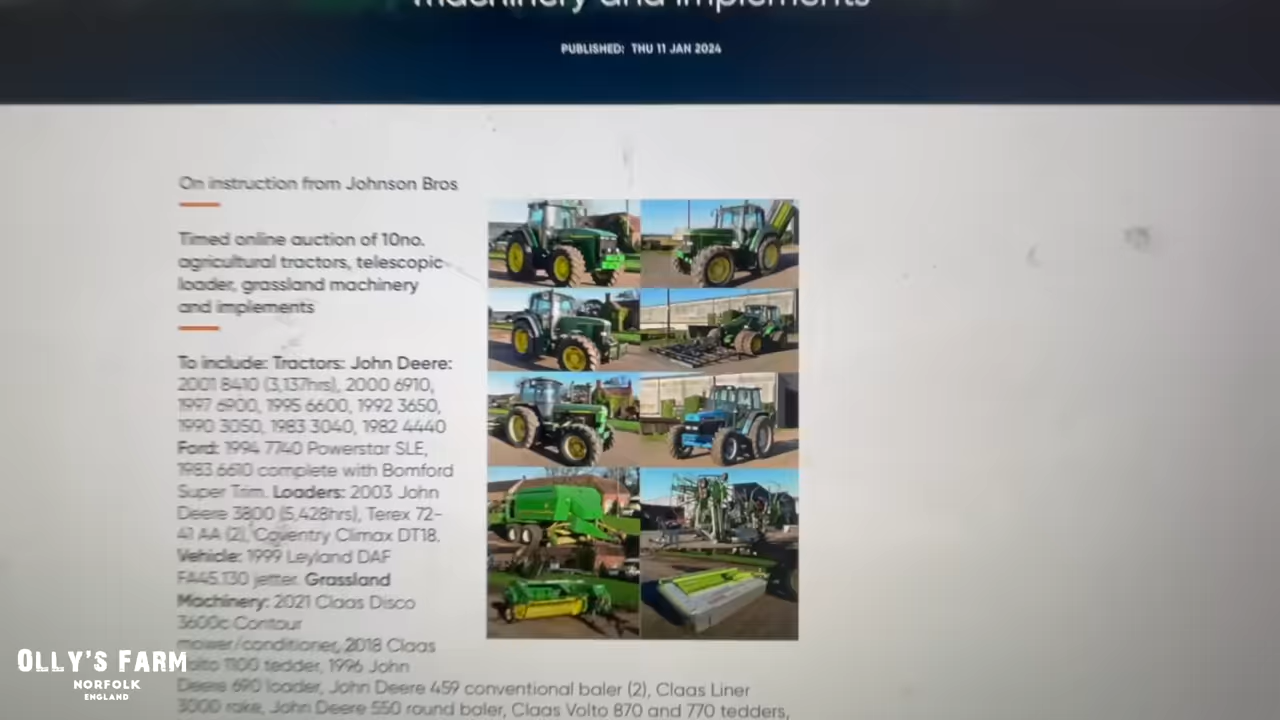 machinery and implements
PUBLISHED: THU 11 JAN 2024
On instruction from Johnson Bros
Timed online auction of 10no.
agricultural tractors, telescopic
loader, grassland machinery
and implements
To include: Tractors: John Deere:
2001 8410 (3,137hrs), 2000 6910,
1997 6900, 1995 6600, 1992 3650,
1990 3050, 1983 3040, 1982 4440
Ford: 1994 7740 Powerstar SLE,
1983 6610 complete with Bomford
Super Trim. Loaders: 2003 John
Deere 3800 (5,428hrs), Terex 72-
41 AA (2), Coventry Climax DT18.
Vehicle: 1999 Leyland DAF
FA45.130 jetter. Grassland
Machinery: 2021 Claas Disco
3600c Contour
mower/conditioner, 2018 Claas
Volto 1100 tedder, 1996 John
Deere 690 loader, John Deere 459 conventional baler (2), Claas Liner
3000 rake, John Deere 550 round baler, Claas Volto 870 and 770 tedders,
OLLY'S FARM
NORFOLK
ENGLAND